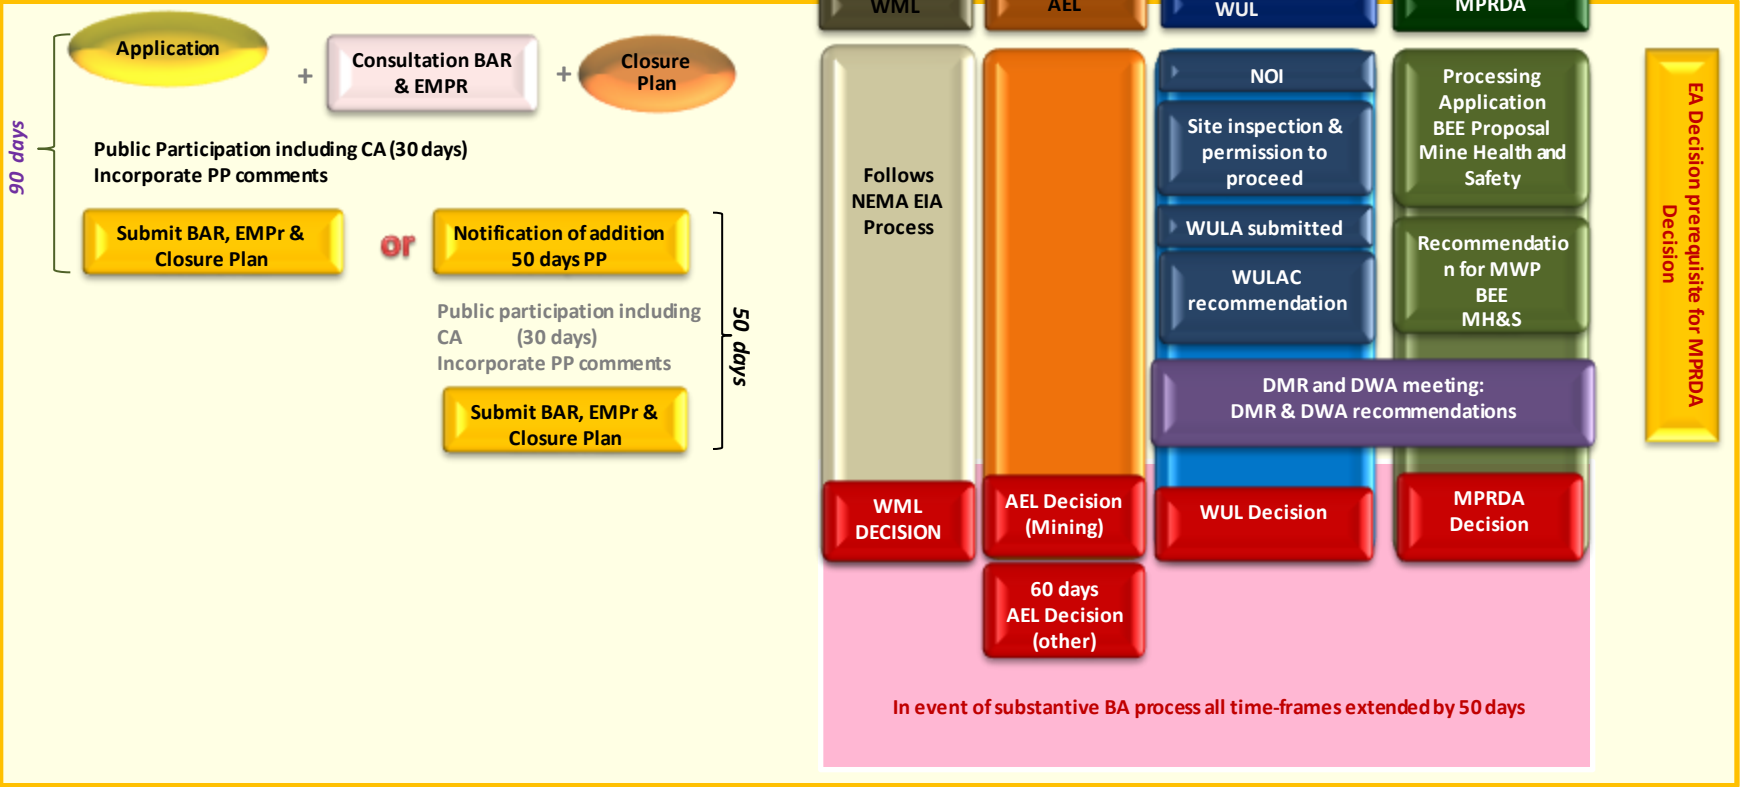 WML
AEL
WUL
MPRDA
Application
+
Consultation BAR
& EMPR
+
Closure
Plan
90 days
Public Participation including CA (30 days)
Incorporate PP comments
Submit BAR, EMPr &
Closure Plan
or
Notification of addition
50 days PP
Public participation including
CA (30 days)
Incorporate PP comments
50 days
Submit BAR, EMPr &
Closure Plan
Follows
NEMA EIA
Process
WML
DECISION
AEL Decision
(Mining)
60 days
AEL Decision
(other)
NOI
Site inspection &
permission to
proceed
WULA submitted
WULAC
recommendation
Processing
Application
BEE Proposal
Mine Health and
Safety
Recommendatio
n for MWP
BEE
MH&S
DMR and DWA meeting:
DMR & DWA recommendations
WUL Decision
MPRDA
Decision
EA Decision prerequisite for MPRDA
Decision
In event of substantive BA process all time-frames extended by 50 days